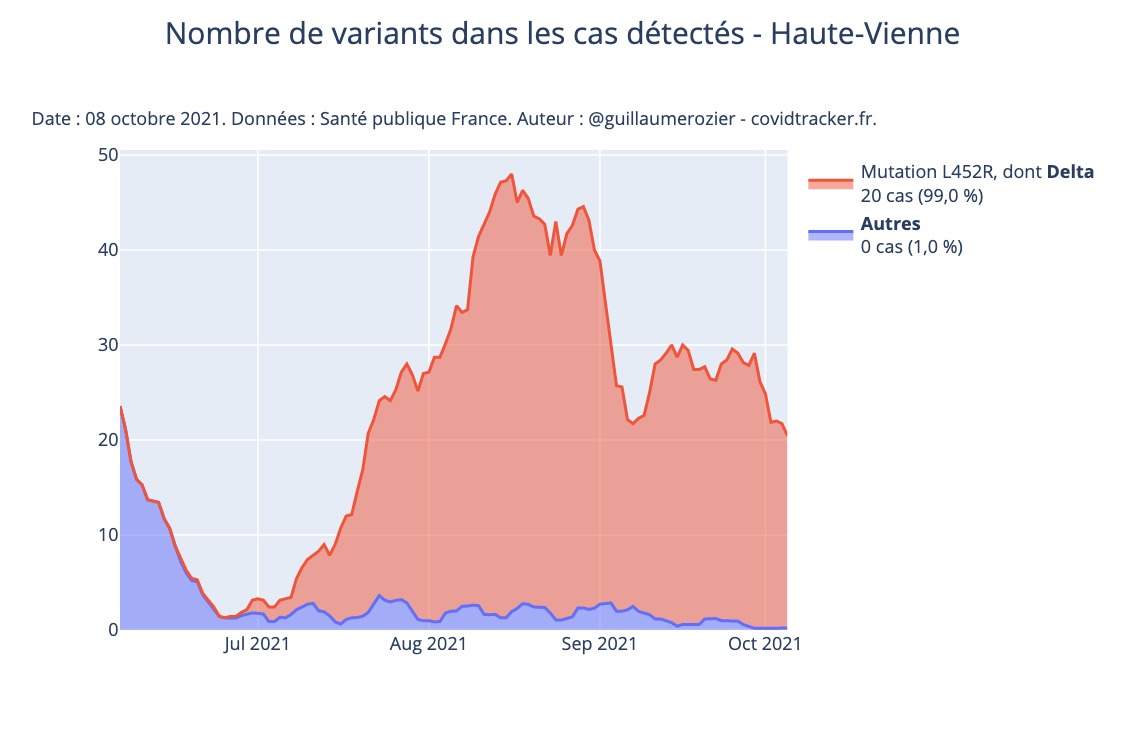 Nombre de variants dans les cas détectés - Haute-Vienne
Date : 08 octobre 2021. Données : Santé publique France. Auteur : @guillaumerozier - covidtracker.fr.
50
40
30
20
10
0
Jul 2021
Aug 2021
Sep 2021
Oct 2021
Mutation L452R, dont Delta
20 cas (99,0 %)
Autres
0 cas (1,0 %)